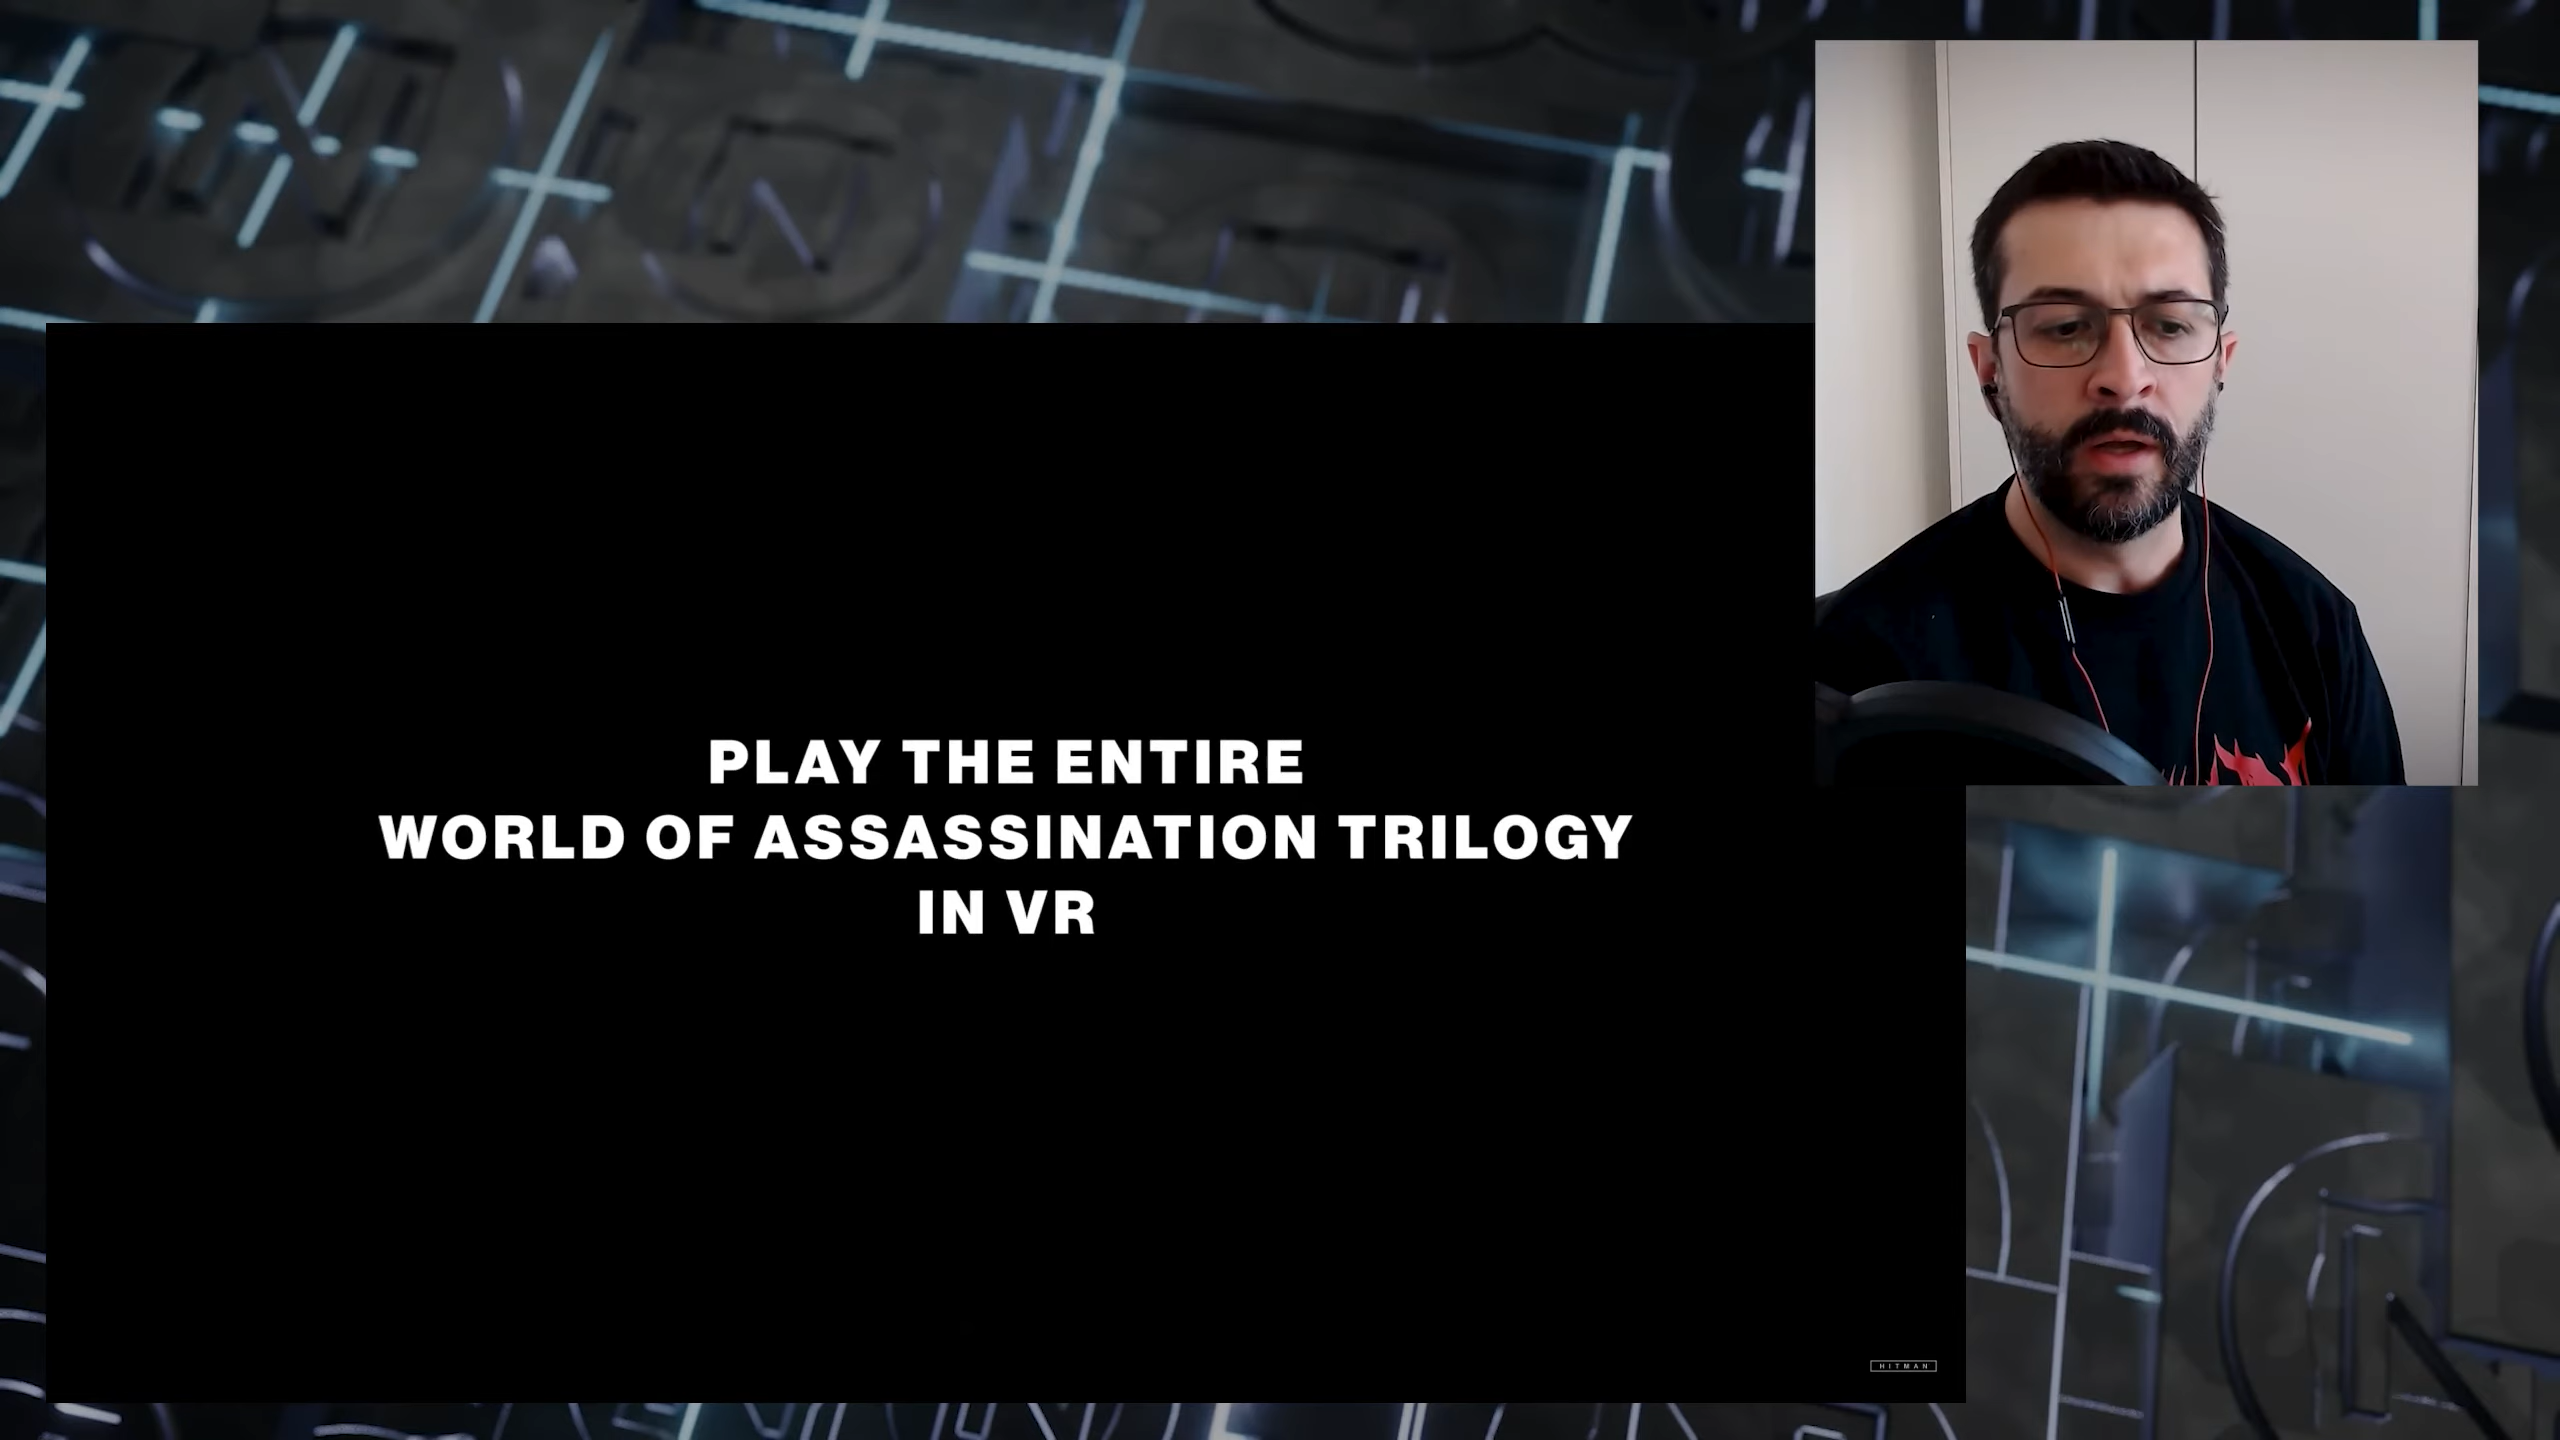 PLAY THE ENTIRE
WORLD OF ASSASSINATION TRILOGY
IN VR
HITMAN